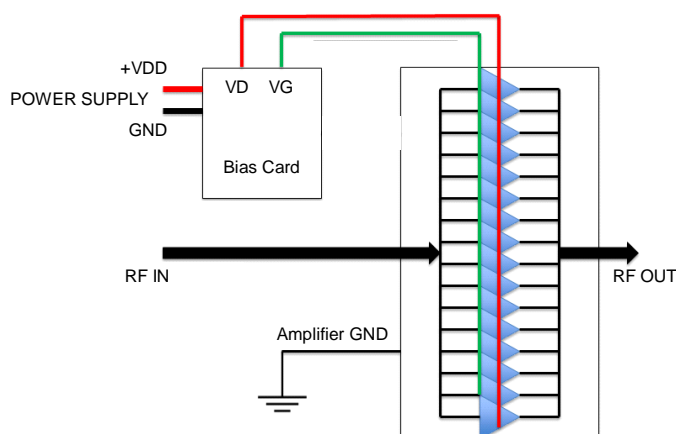 +VDD
POWER SUPPLY
GND
VD VG
Bias Card
RF IN
RF OUT
Amplifier GND